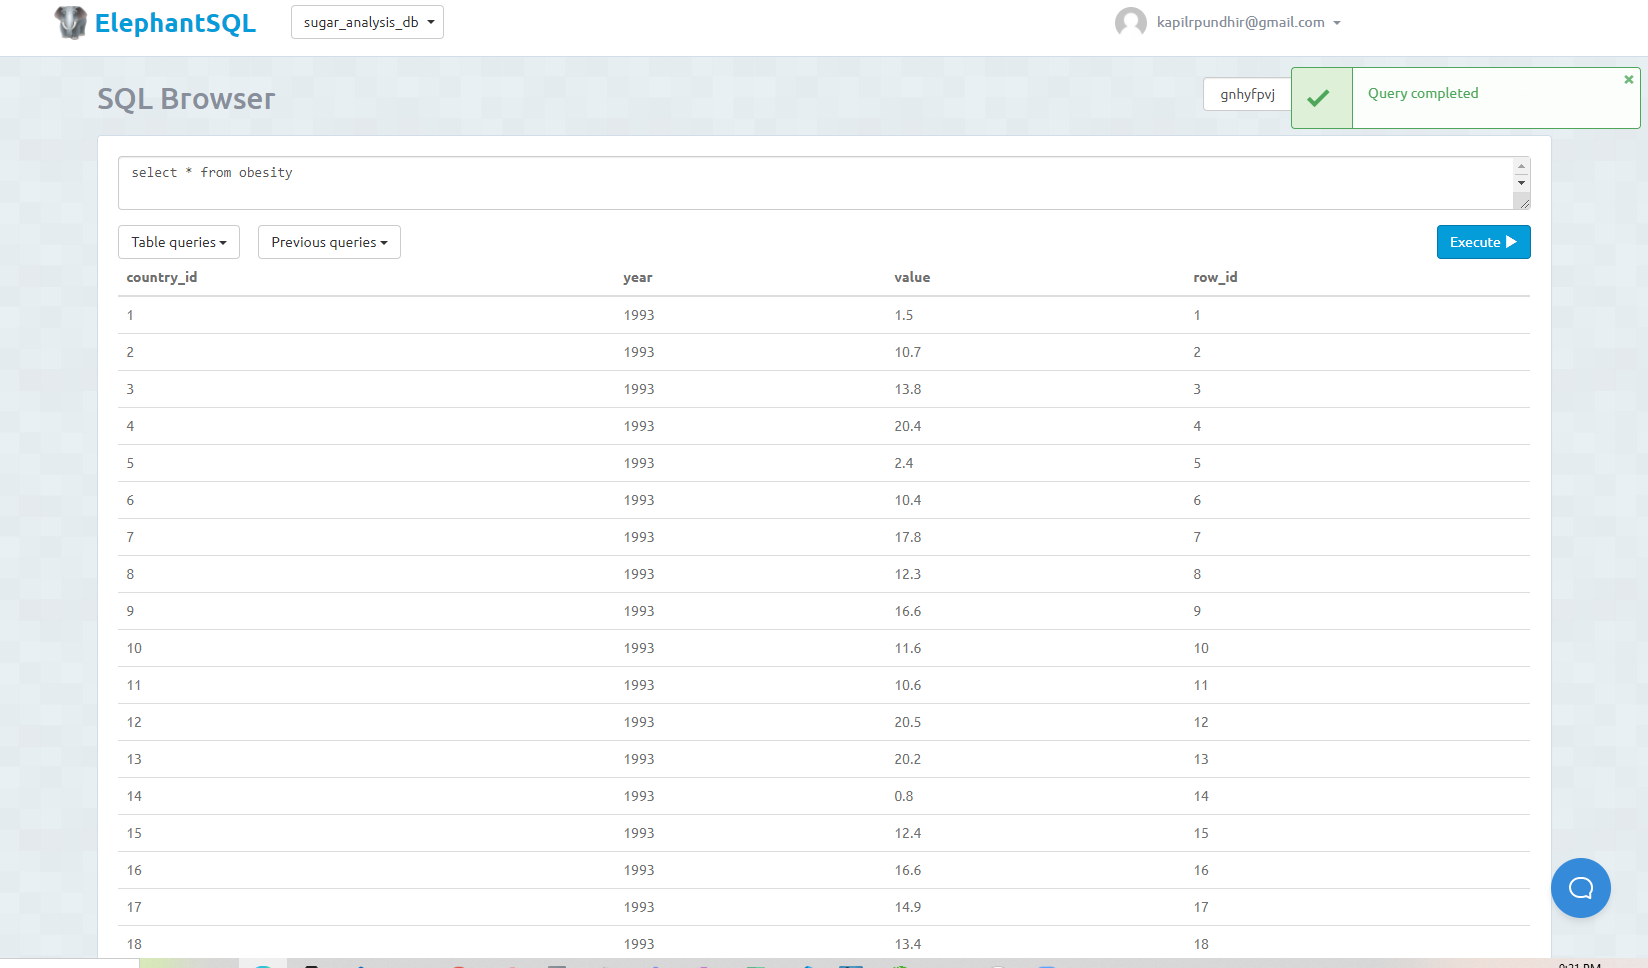 ElephantSQL sugar_analysis_db kapilrpundhir@gmail.com
SQL Browser gnhyfpvj Query completed
select * from obesity
Table queries Previous queries Execute
country_id year value row_id
1 1993 1.5 1
2 1993 10.7 2
3 1993 13.8 3
4 1993 20.4 4
5 1993 2.4 5
6 1993 10.4 6
7 1993 17.8 7
8 1993 12.3 8
9 1993 16.6 9
10 1993 11.6 10
11 1993 10.6 11
12 1993 20.5 12
13 1993 20.2 13
14 1993 0.8 14
15 1993 12.4 15
16 1993 16.6 16
17 1993 14.9 17
18 1993 13.4 18